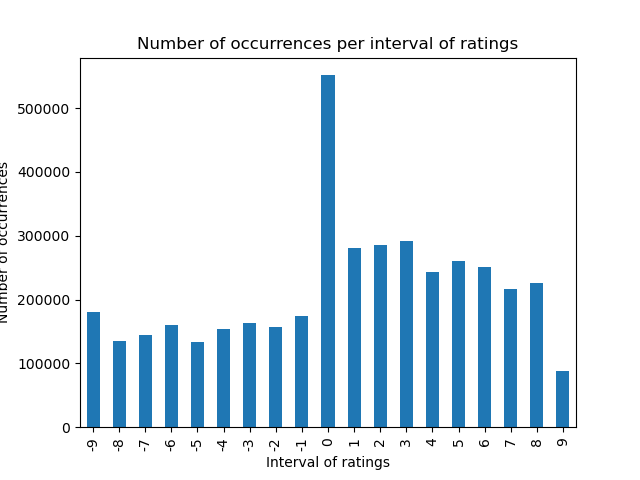 Number of occurrences per interval of ratings
500000
400000
300000
200000
100000
0
Number of occurrences
-9 -8 -7 -6 -5 -4 -3 -2 -1 0 1 2 3 4 5 6 7 8 9
Interval of ratings